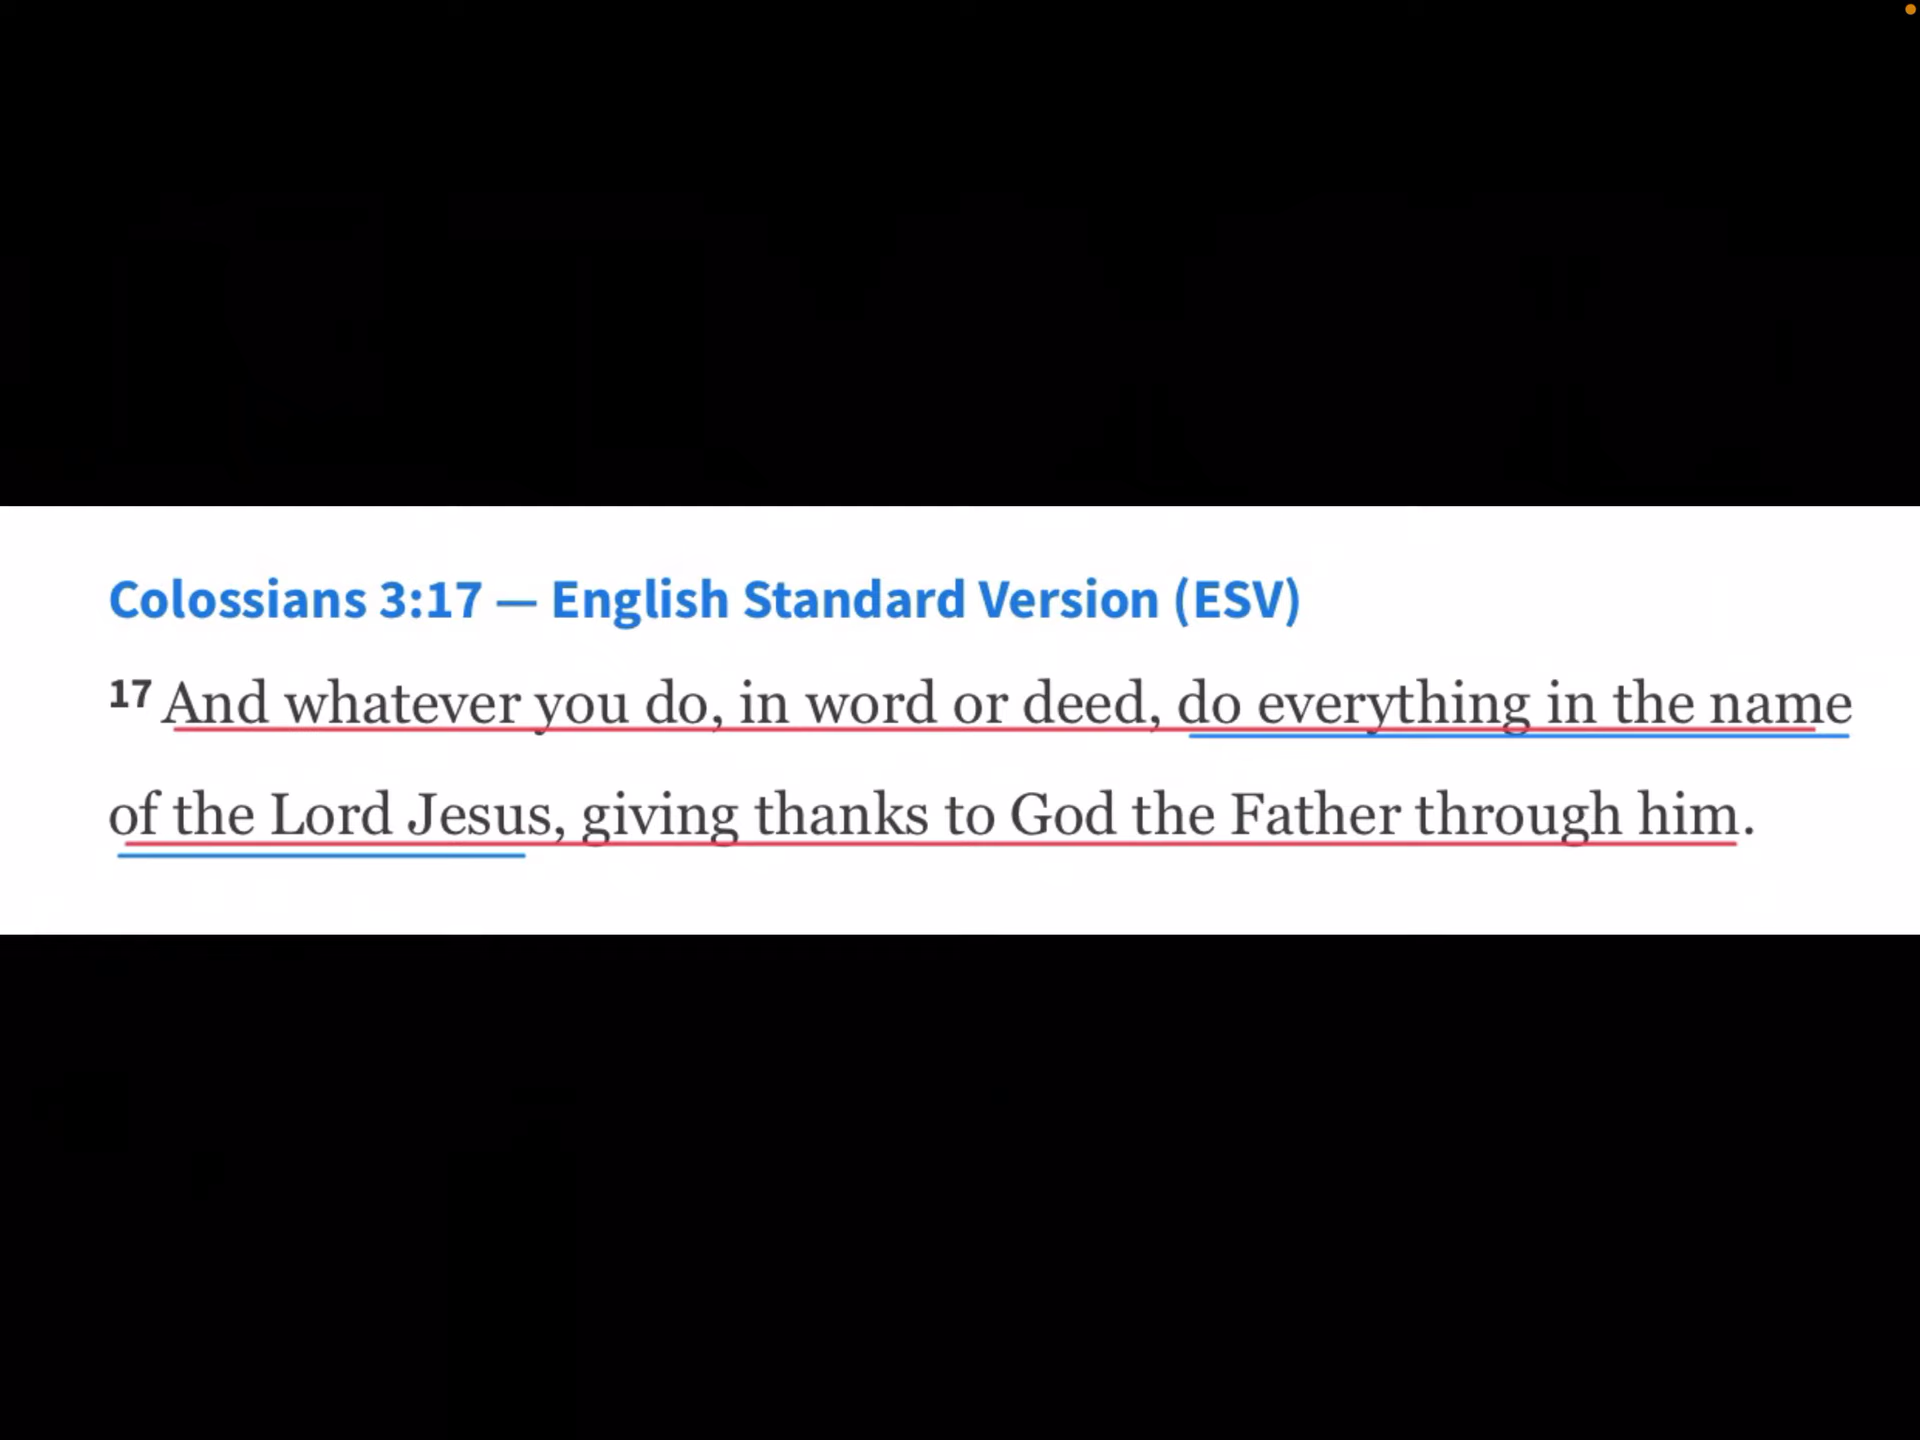 Colossians 3:17 — English Standard Version (ESV)
17 And whatever you do, in word or deed, do everything in the name
of the Lord Jesus, giving thanks to God the Father through him.